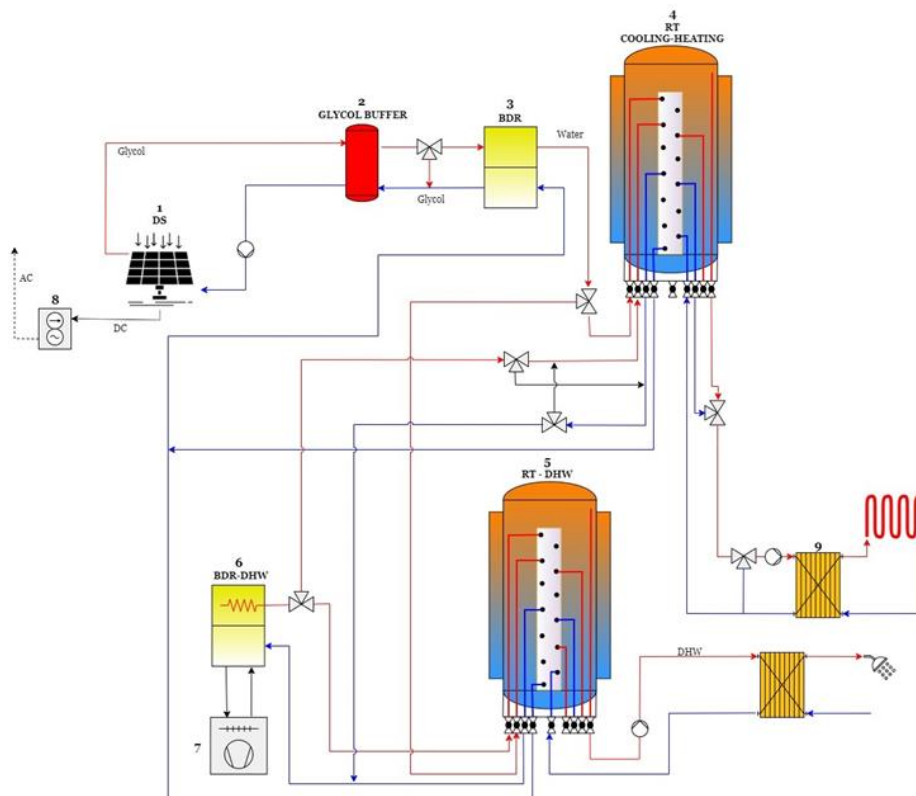 4
RT
COOLING-HEATING
2
GLYCOL BUFFER
3
BDR
Water
Glycol
Glycol
1
DS
AC
8
DC
5
RT - DHW
9
6
BDR-DHW
DHW
7